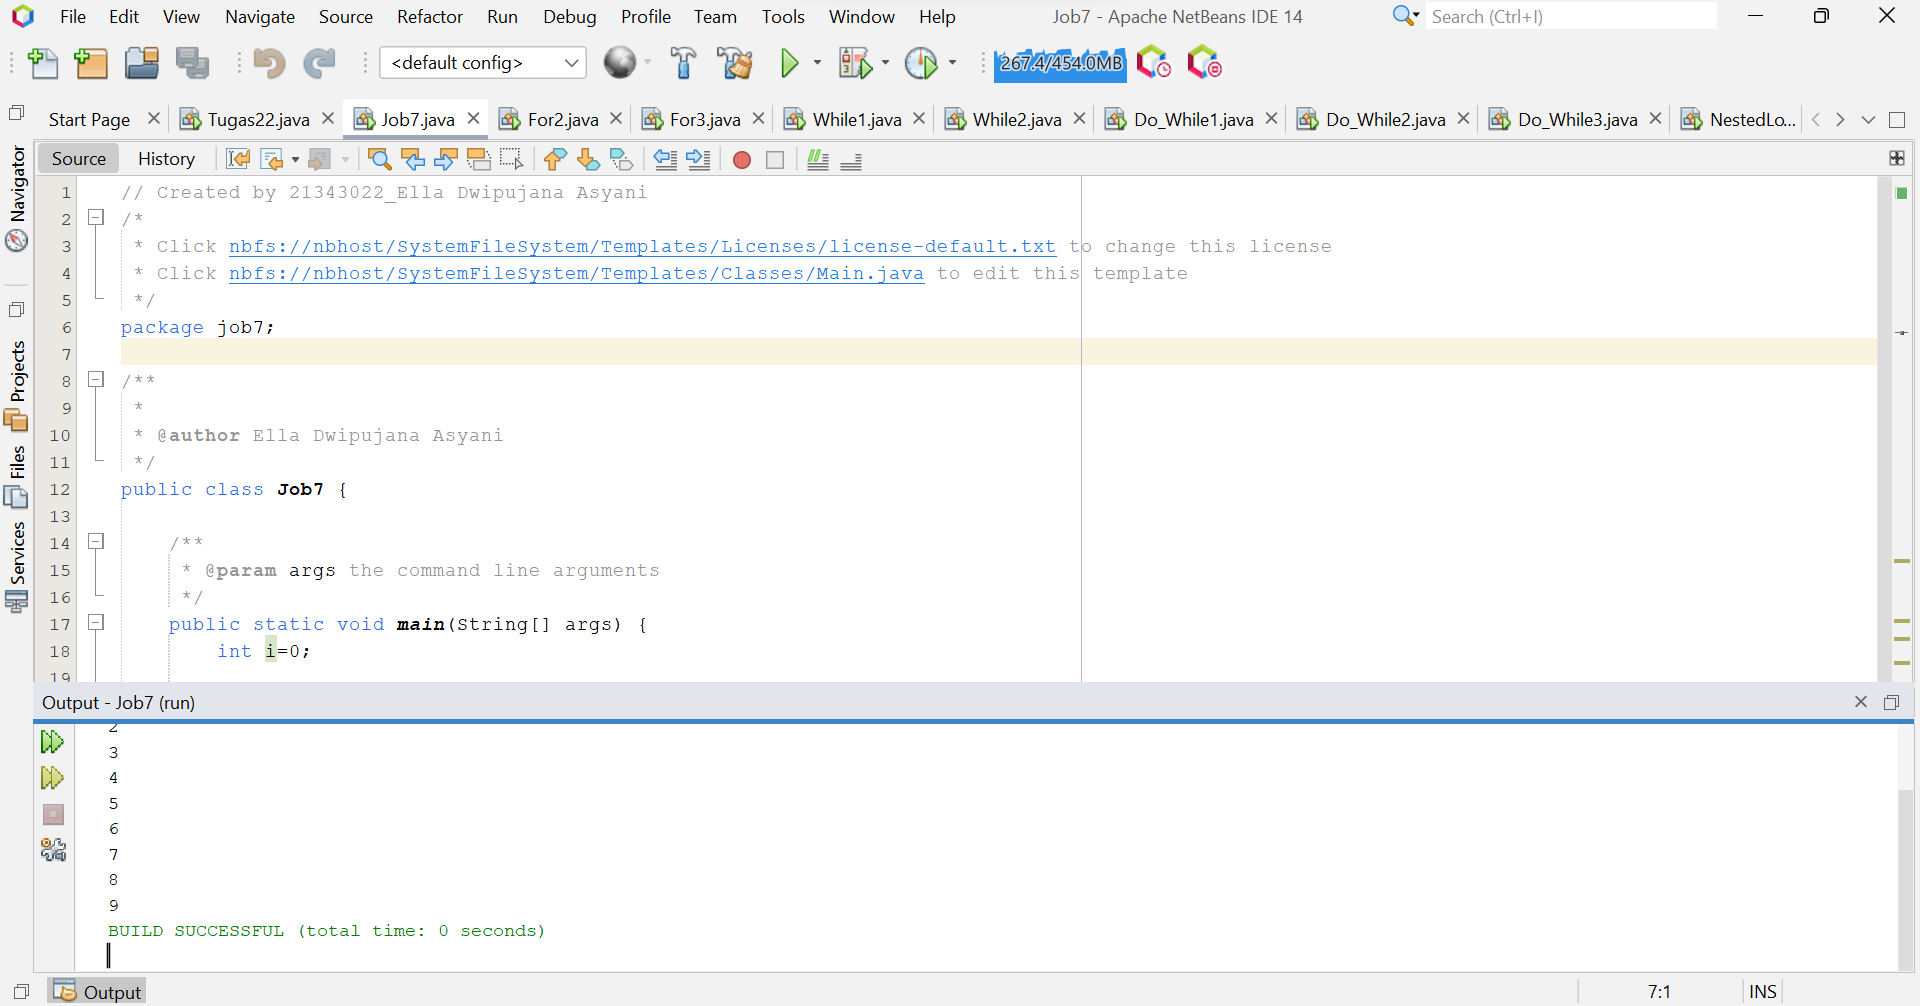 File Edit View Navigate Source Refactor Run Debug Profile Team Tools Window Help
Job7 - Apache NetBeans IDE 14
Search (Ctrl+I)
<default config>
267.4/454.0MB
Start Page
Tugas22.java
Job7.java
For2.java
For3.java
While1.java
While2.java
Do_While1.java
Do_While2.java
Do_While3.java
NestedLo...
Source History
Navigator
Projects
Files
Services
1 // Created by 21343022_Ella Dwipujana Asyani
2 /*
3 * Click nbfs://nbhost/SystemFileSystem/Templates/Licenses/license-default.txt to change this license
4 * Click nbfs://nbhost/SystemFileSystem/Templates/Classes/Main.java to edit this template
5 */
6 package job7;
7
8 /**
9 *
10 * @author Ella Dwipujana Asyani
11 */
12 public class Job7 {
13
14 /**
15 * @param args the command line arguments
16 */
17 public static void main(String[] args) {
18 int i=0;
19
Output - Job7 (run)
2
3
4
5
6
7
8
9
BUILD SUCCESSFUL (total time: 0 seconds)
Output
7:1
INS